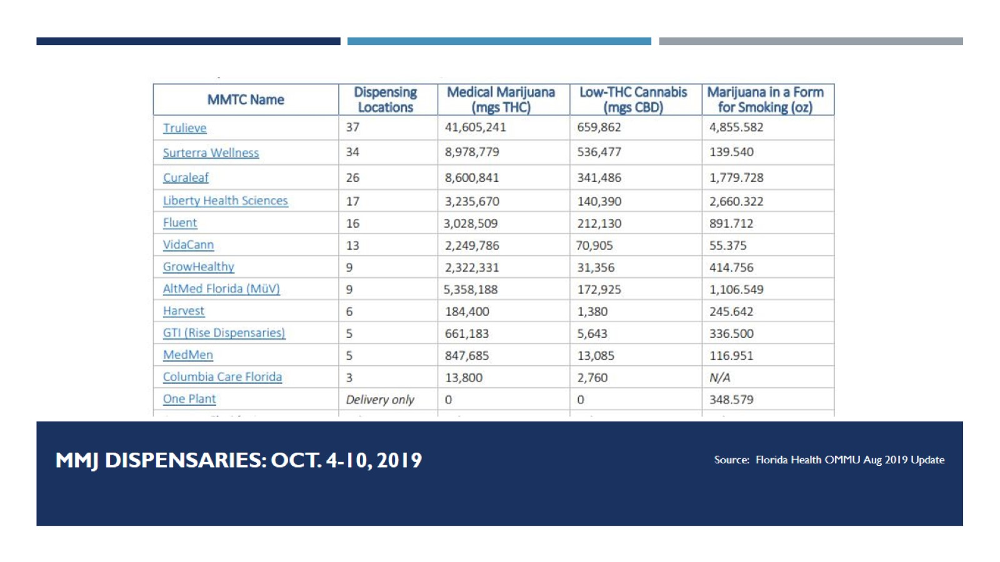 MMTC Name Dispensing Locations Medical Marijuana (mgs THC) Low-THC Cannabis (mgs CBD) Marijuana in a Form for Smoking (oz)
Trulieve 37 41,605,241 659,862 4,855.582
Surterra Wellness 34 8,978,779 536,477 139.540
Curaleaf 26 8,600,841 341,486 1,779.728
Liberty Health Sciences 17 3,235,670 140,390 2,660.322
Fluent 16 3,028,509 212,130 891.712
VidaCann 13 2,249,786 70,905 55.375
GrowHealthy 9 2,322,331 31,356 414.756
AltMed Florida (MüV) 9 5,358,188 172,925 1,106.549
Harvest 6 184,400 1,380 245.642
GTI (Rise Dispensaries) 5 661,183 5,643 336.500
MedMen 5 847,685 13,085 116.951
Columbia Care Florida 3 13,800 2,760 N/A
One Plant Delivery only 0 0 348.579
MMJ DISPENSARIES: OCT. 4-10, 2019
Source: Florida Health OMMU Aug 2019 Update